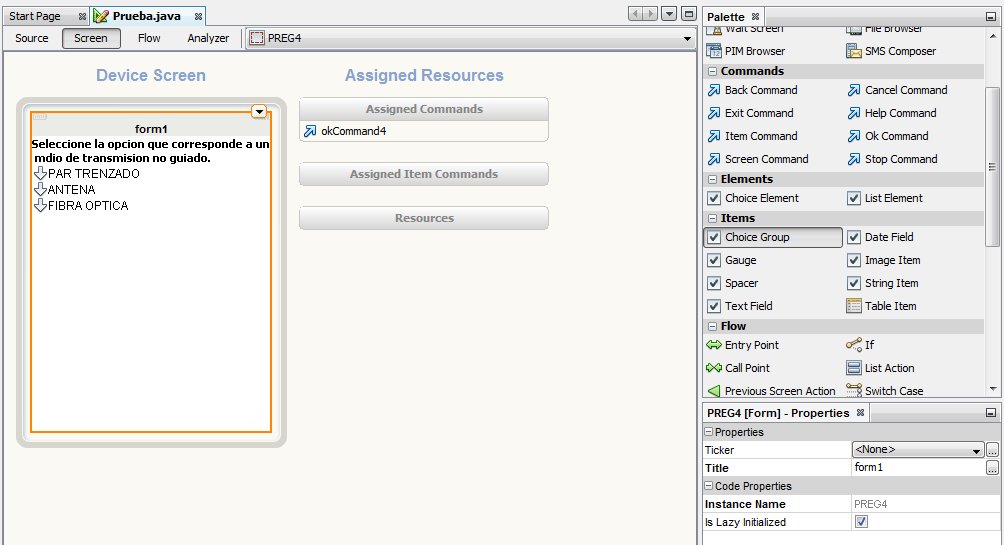 Start Page
Prueba.java
Source Screen Flow Analyzer PREG4
Device Screen
form1
Seleccione la opcion que corresponde a un
mdio de transmision no guiado.
PAR TRENZADO
ANTENA
FIBRA OPTICA
Assigned Resources
Assigned Commands
okCommand4
Assigned Item Commands
Resources
Palette
Wait Screen File Browser
PIM Browser SMS Composer
Commands
Back Command Cancel Command
Exit Command Help Command
Item Command Ok Command
Screen Command Stop Command
Elements
Choice Element List Element
Items
Choice Group Date Field
Gauge Image Item
Spacer String Item
Text Field Table Item
Flow
Entry Point If
Call Point List Action
Previous Screen Action Switch Case
PREG4 [Form] - Properties
Properties
Ticker <None> ...
Title form1 ...
Code Properties
Instance Name PREG4
Is Lazy Initialized